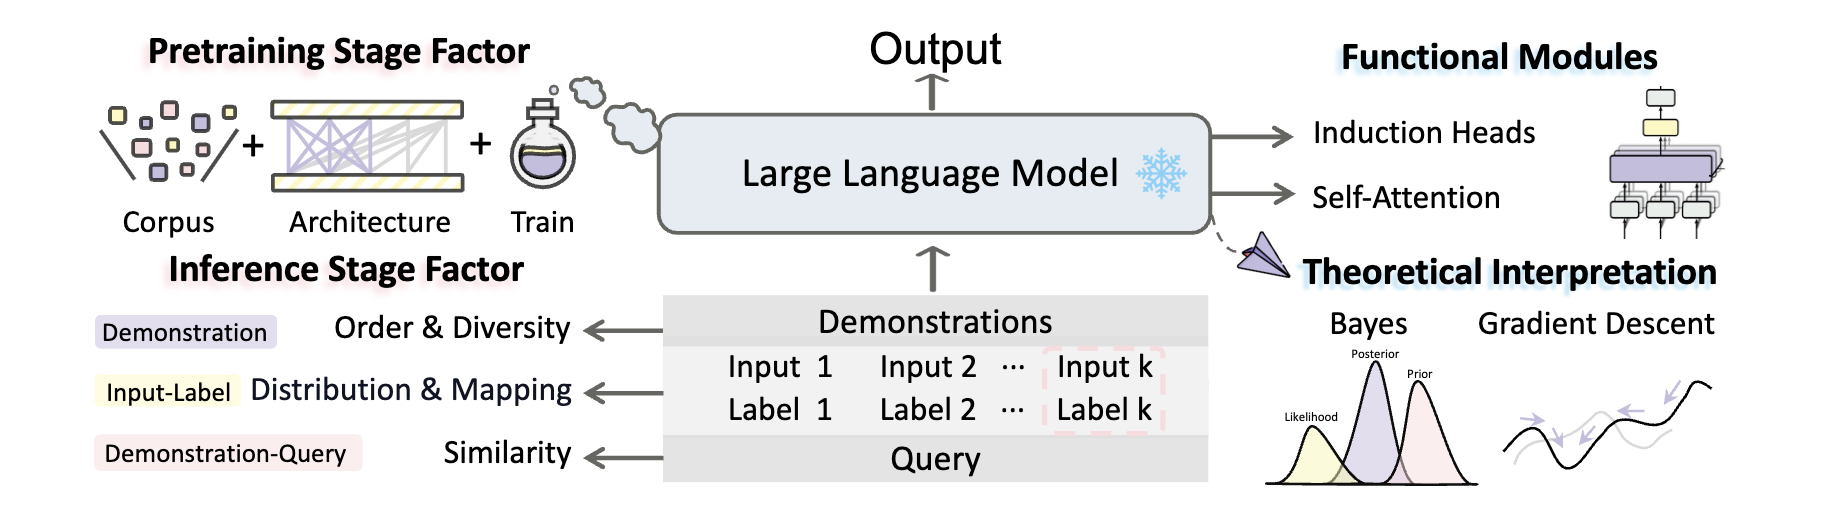 Pretraining Stage Factor
Corpus + Architecture + Train
Inference Stage Factor
Demonstration Order & Diversity
Input-Label Distribution & Mapping
Demonstration-Query Similarity
Output
Large Language Model
Demonstrations
Input 1 Input 2 ··· Input k
Label 1 Label 2 ··· Label k
Query
Functional Modules
Induction Heads
Self-Attention
Theoretical Interpretation
Bayes Gradient Descent
Posterior
Prior
Likelihood